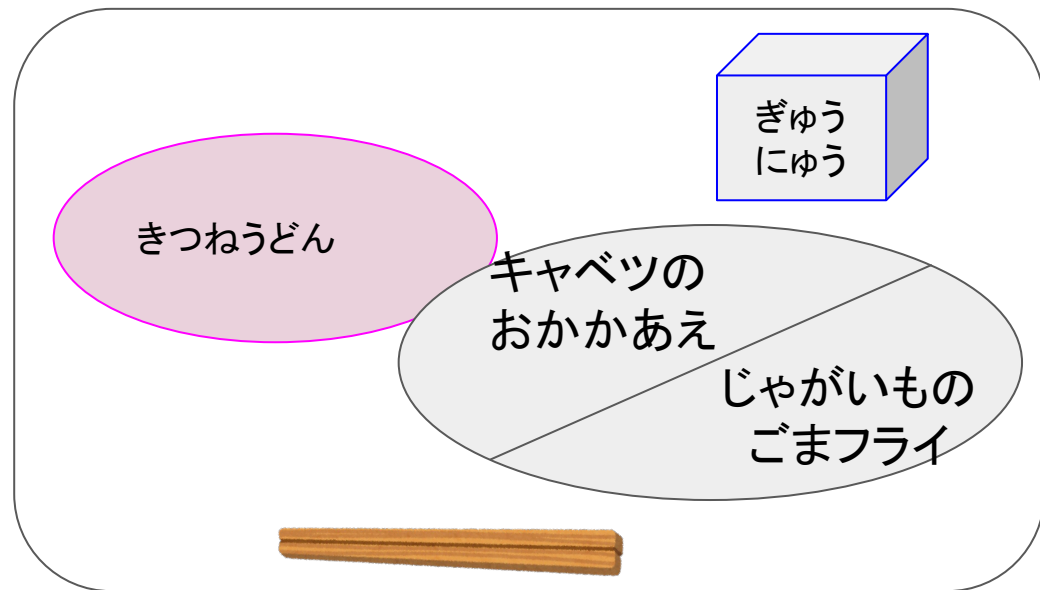 ぎゅう
にゅう
きつねうどん
キャベツの
おかかあえ
じゃがいもの
ごまフライ